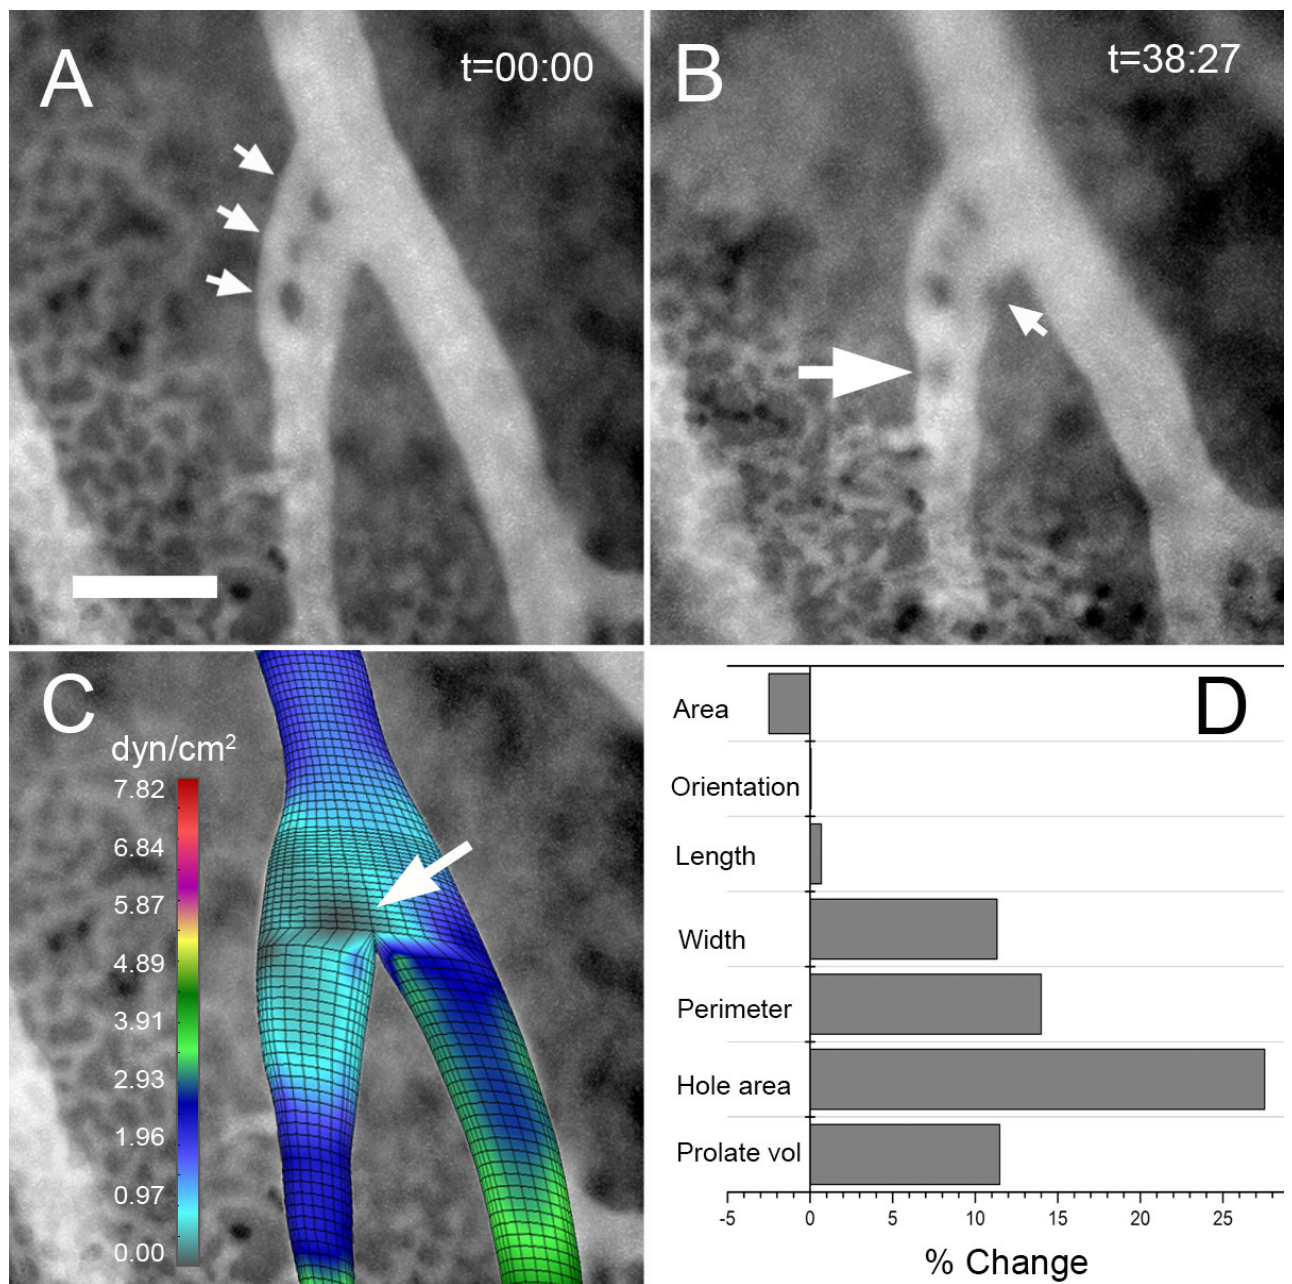 A
t=00:00
B
t=38:27
C
dyn/cm²
7.82
6.84
5.87
4.89
3.91
2.93
1.96
0.97
0.00
D
Area
Orientation
Length
Width
Perimeter
Hole area
Prolate vol
-5 0 5 10 15 20 25
% Change